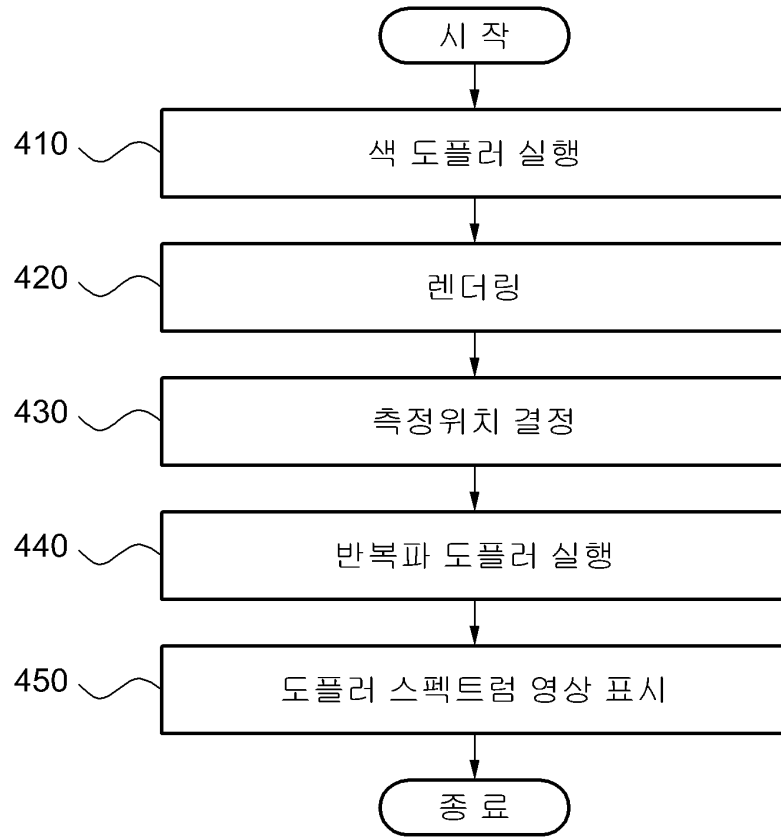 시 작
410 색 도플러 실행
420 렌더링
430 측정위치 결정
440 반복파 도플러 실행
450 도플러 스펙트럼 영상 표시
종 료